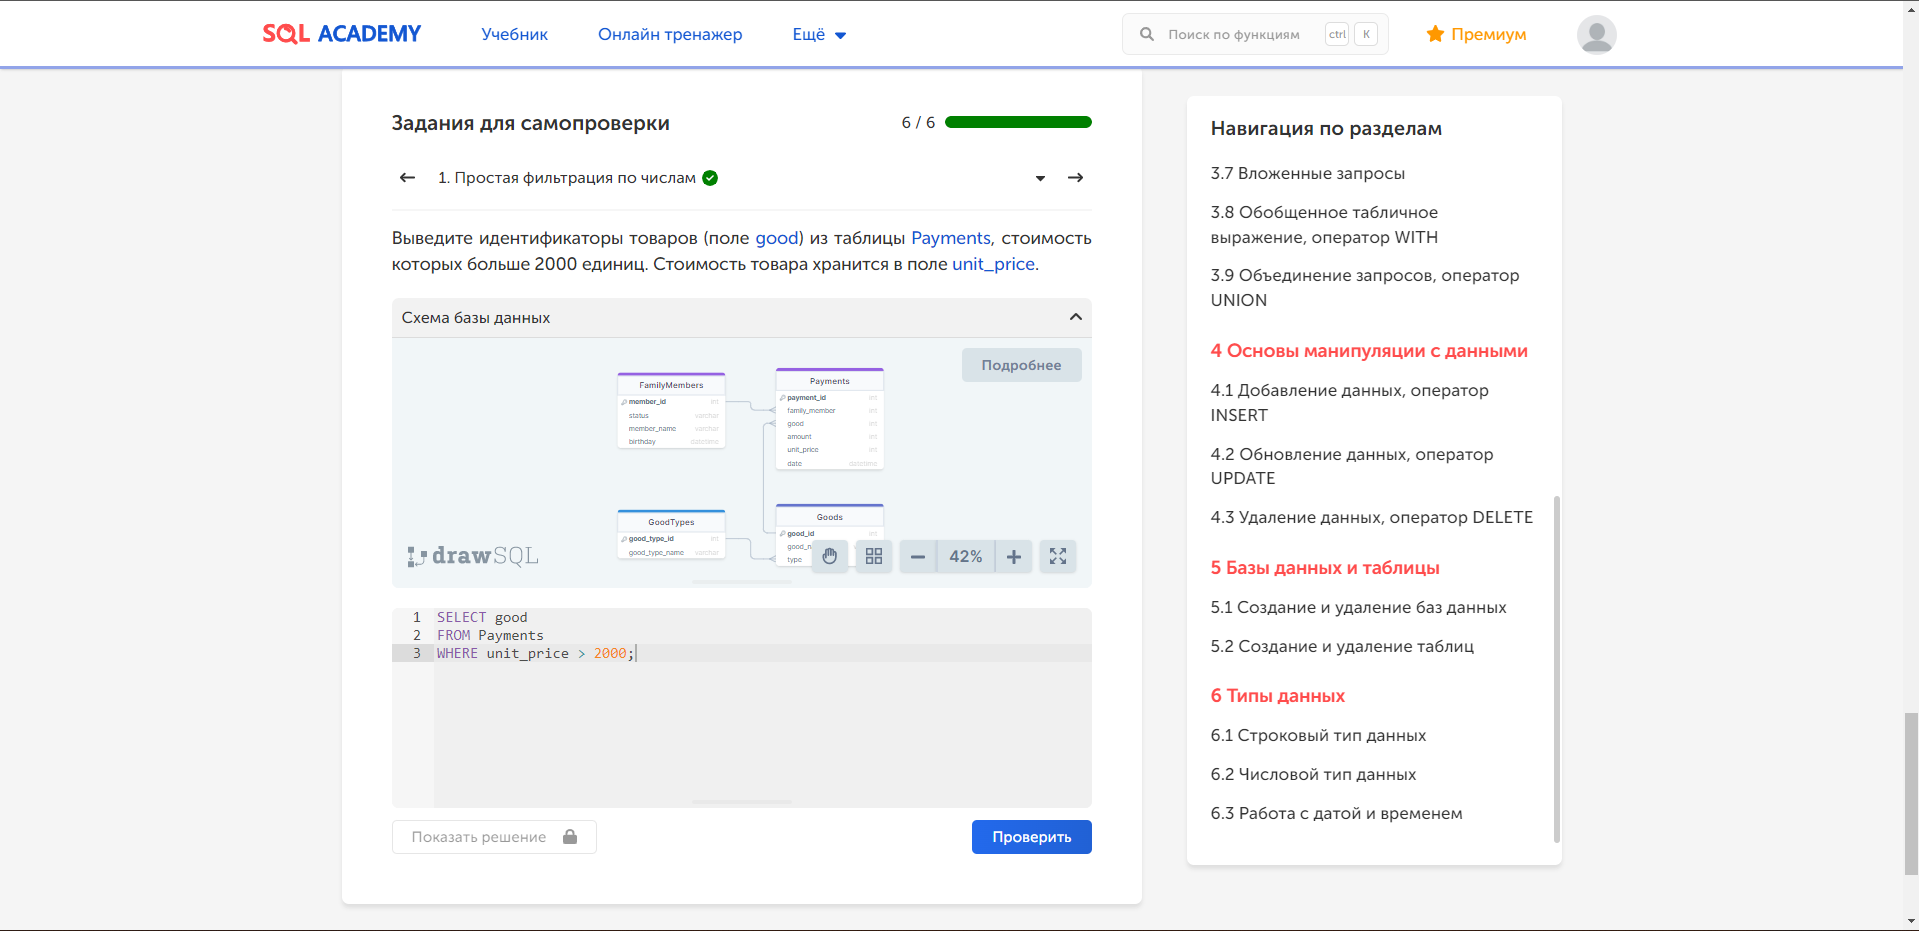 SQL ACADEMY
Учебник
Онлайн тренажер
Ещё
Поиск по функциям
ctrl
K
Премиум
Задания для самопроверки
6 / 6
1. Простая фильтрация по числам
Выведите идентификаторы товаров (поле good) из таблицы Payments, стоимость
которых больше 2000 единиц. Стоимость товара хранится в поле unit_price.
Схема базы данных
Подробнее
FamilyMembers
member_id int
status varchar
member_name varchar
birthday datetime
Payments
payment_id int
family_member int
good int
amount int
unit_price int
date datetime
GoodTypes
good_type_id int
good_type_name varchar
Goods
good_id int
good_n
type
drawSQL
42%
1 SELECT good
2 FROM Payments
3 WHERE unit_price > 2000;
Показать решение
Проверить
Навигация по разделам
3.7 Вложенные запросы
3.8 Обобщенное табличное
выражение, оператор WITH
3.9 Объединение запросов, оператор
UNION
4 Основы манипуляции с данными
4.1 Добавление данных, оператор
INSERT
4.2 Обновление данных, оператор
UPDATE
4.3 Удаление данных, оператор DELETE
5 Базы данных и таблицы
5.1 Создание и удаление баз данных
5.2 Создание и удаление таблиц
6 Типы данных
6.1 Строковый тип данных
6.2 Числовой тип данных
6.3 Работа с датой и временем